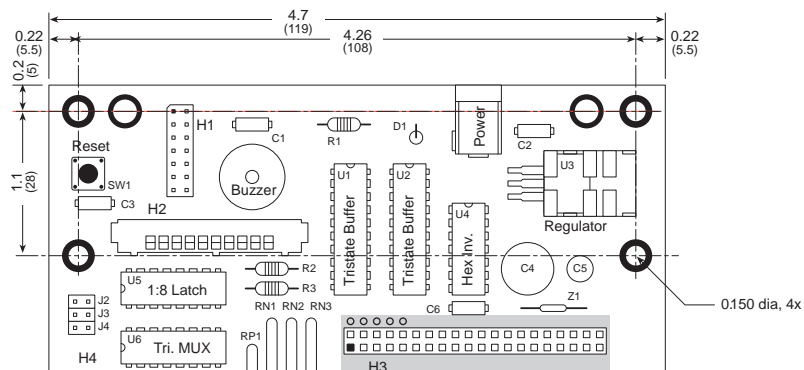 4.7
(119)
0.22
(5.5)
4.26
(108)
0.22
(5.5)
0.2
(5)
1.1
(28)
Reset
SW1
H1
C1
R1
D1
Power
C2
U3
Regulator
Buzzer
C3
H2
U1
Tristate Buffer
U2
Tristate Buffer
U4
Hex Inv.
C4
C5
R2
R3
U5
1:8 Latch
J2
J3
J4
RN1
RN2
RN3
C6
Z1
0.150 dia, 4x
U6
Tri. MUX
RP1
H4
H3